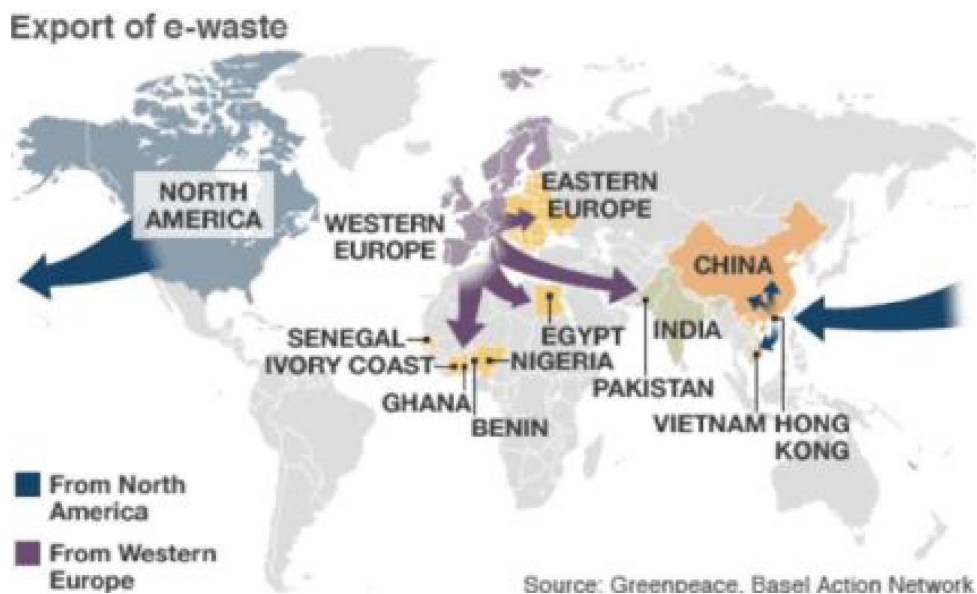 Export of e-waste
NORTH
AMERICA
WESTERN
EUROPE
EASTERN
EUROPE
CHINA
SENEGAL
IVORY COAST
GHANA
BENIN
NIGERIA
EGYPT
INDIA
PAKISTAN
VIETNAM
HONG
KONG
From North
America
From Western
Europe
Source: Greenpeace, Basel Action Network